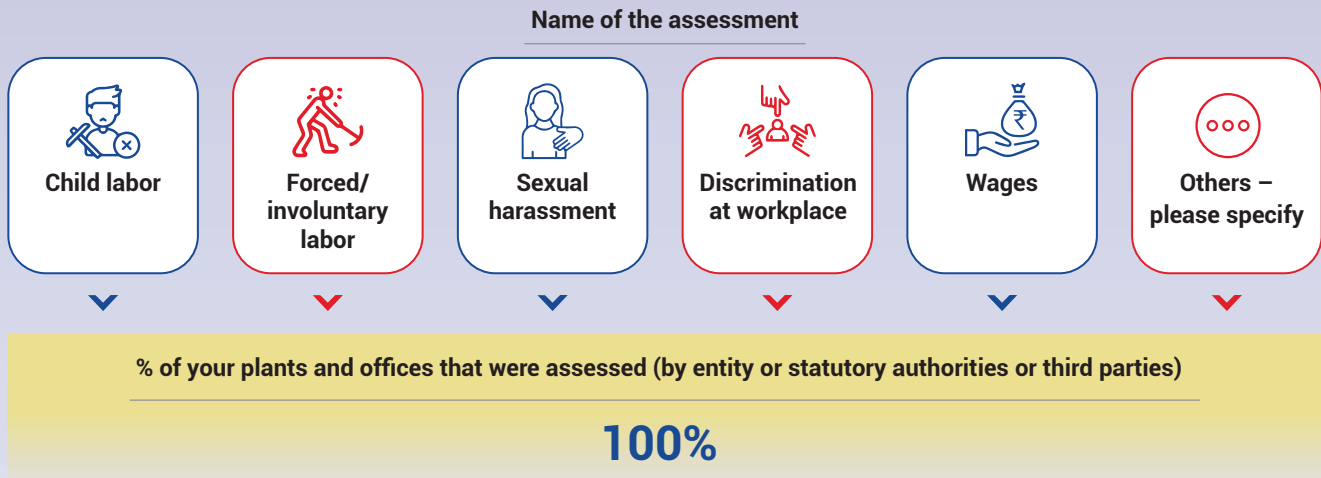 Name of the assessment
Child labor
Forced/
involuntary
labor
Sexual
harassment
Discrimination
at workplace
₹
Wages
Others –
please specify
% of your plants and offices that were assessed (by entity or statutory authorities or third parties)
100%